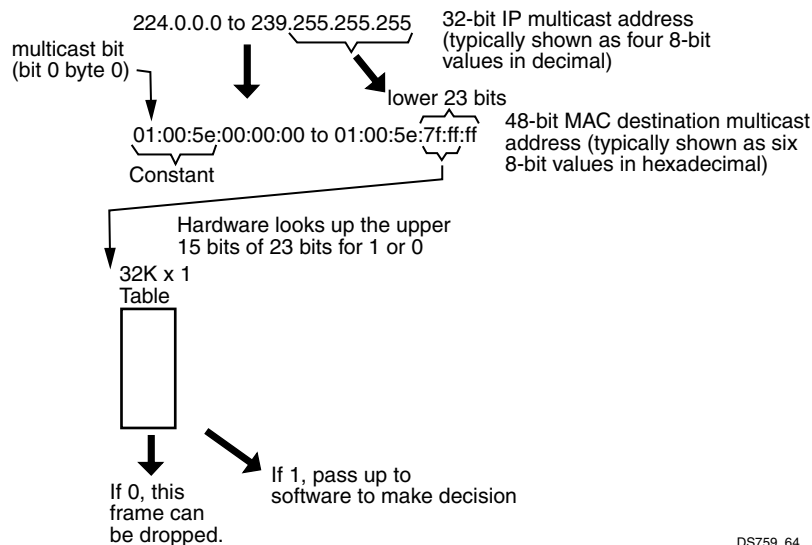 224.0.0.0 to 239.255.255.255
32-bit IP multicast address
(typically shown as four 8-bit
values in decimal)
multicast bit
(bit 0 byte 0)
lower 23 bits
01:00:5e:00:00:00 to 01:00:5e:7f:ff:ff
48-bit MAC destination multicast
address (typically shown as six
8-bit values in hexadecimal)
Constant
Hardware looks up the upper
15 bits of 23 bits for 1 or 0
32K x 1
Table
If 0, this
frame can
be dropped.
If 1, pass up to
software to make decision
DS759_64